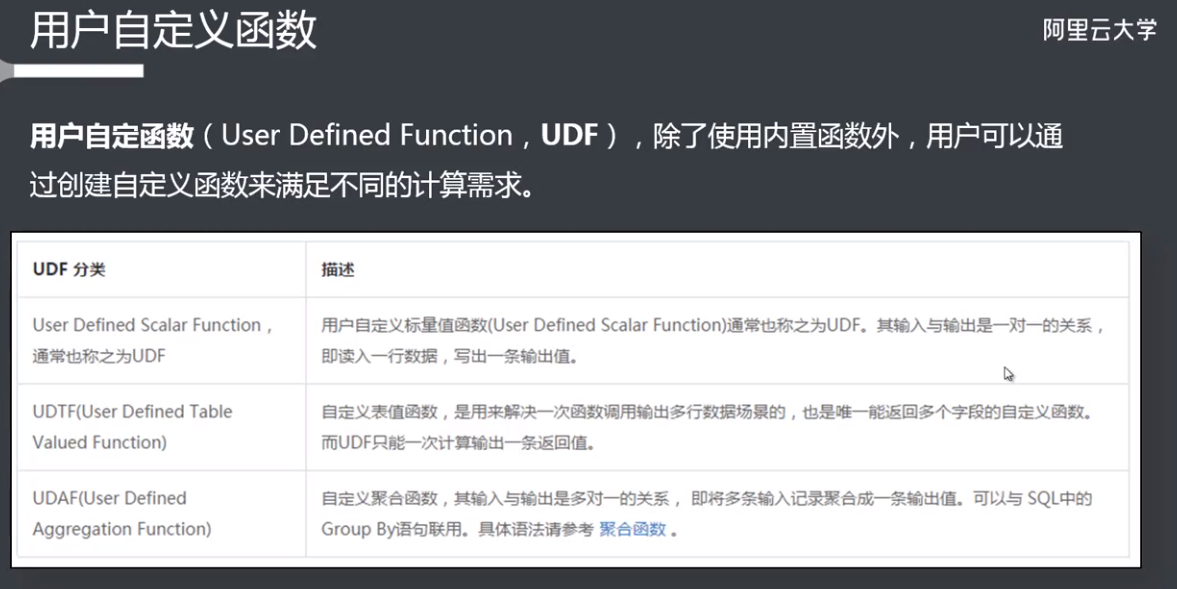 用户自定义函数
阿里云大学
用户自定函数（User Defined Function，UDF），除了使用内置函数外，用户可以通
过创建自定义函数来满足不同的计算需求。
UDF 分类
描述
User Defined Scalar Function，
通常也称之为UDF
用户自定义标量值函数(User Defined Scalar Function)通常也称之为UDF。其输入与输出是一对一的关系，
即读入一行数据，写出一条输出值。
UDTF(User Defined Table
Valued Function)
自定义表值函数，是用来解决一次函数调用输出多行数据场景的，也是唯一能返回多个字段的自定义函数。
而UDF只能一次计算输出一条返回值。
UDAF(User Defined
Aggregation Function)
自定义聚合函数，其输入与输出是多对一的关系， 即将多条输入记录聚合成一条输出值。可以与 SQL中的
Group By语句联用。具体语法请参考 聚合函数 。